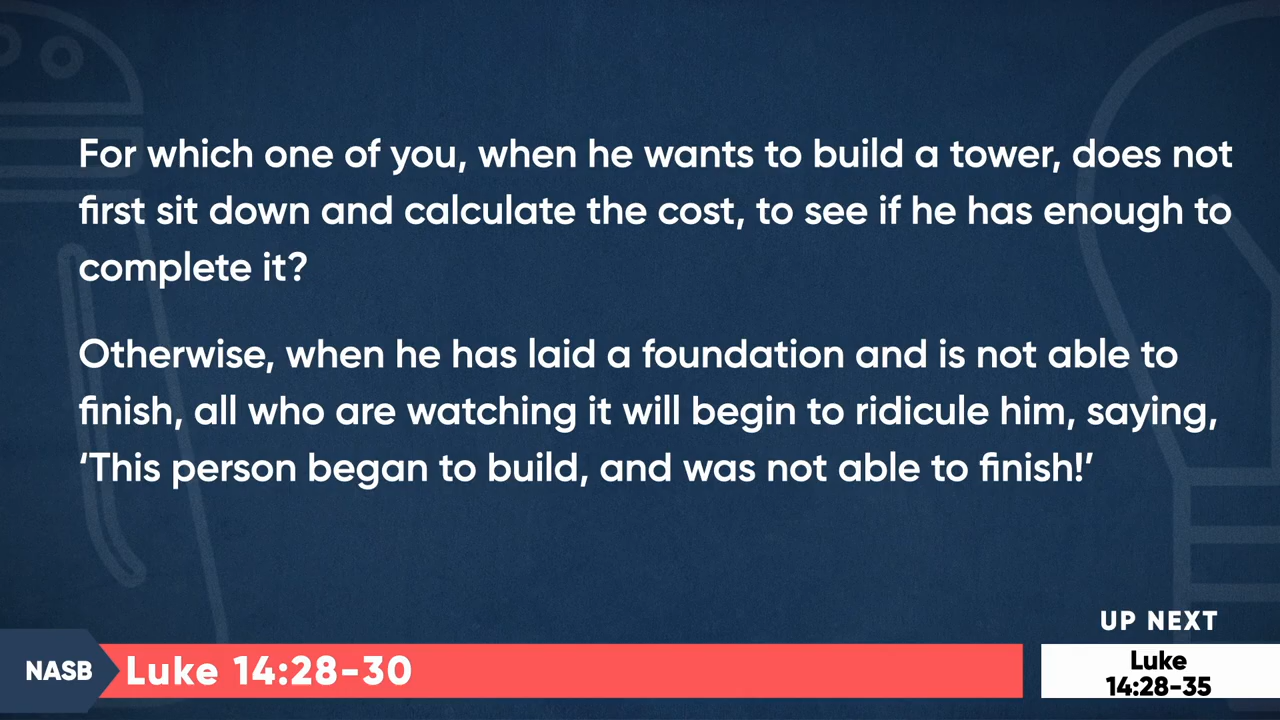 For which one of you, when he wants to build a tower, does not
first sit down and calculate the cost, to see if he has enough to
complete it?
Otherwise, when he has laid a foundation and is not able to
finish, all who are watching it will begin to ridicule him, saying,
‘This person began to build, and was not able to finish!’
UP NEXT
NASB
Luke 14:28-30
Luke
14:28-35